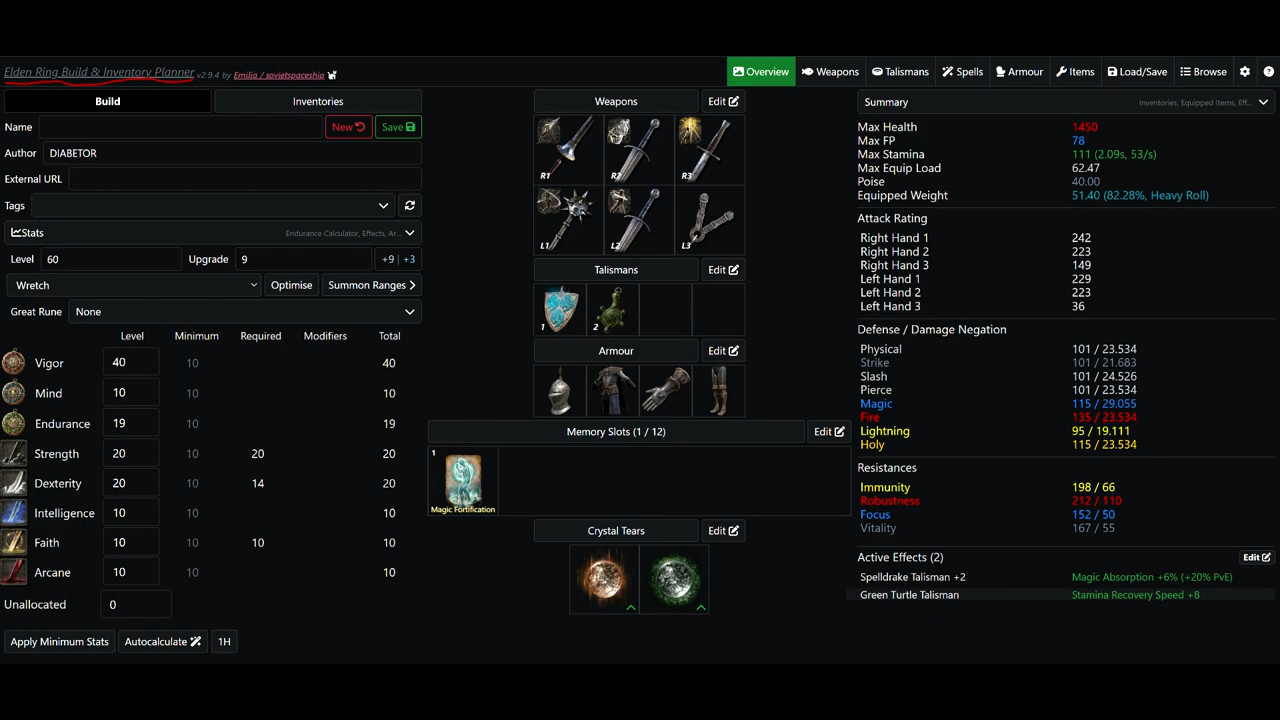 Elden Ring Build & Inventory Planner v2.9.4 by Emilia / sovietspaceship
Overview Weapons Talismans Spells Armour Items Load/Save Browse
Build Inventories
Name New Save
Author DIABETOR
External URL
Tags
Stats Endurance Calculator, Effects, Ar...
Level 60 Upgrade 9 +9 | +3
Wretch Optimise Summon Ranges
Great Rune None
Level Minimum Required Modifiers Total
Vigor 40 10 40
Mind 10 10 10
Endurance 19 10 19
Strength 20 10 20 20
Dexterity 20 10 14 20
Intelligence 10 10 10
Faith 10 10 10 10
Arcane 10 10 10
Unallocated 0
Apply Minimum Stats Autocalculate 1H
Weapons Edit
R1 R2 R3
L1 L2 L3
Talismans Edit
1 2
Armour Edit
Memory Slots (1 / 12) Edit
1
Magic Fortification
Crystal Tears Edit
Summary Inventories, Equipped Items, Eff...
Max Health 1450
Max FP 78
Max Stamina 111 (2.09s, 53/s)
Max Equip Load 62.47
Poise 40.00
Equipped Weight 51.40 (82.28%, Heavy Roll)
Attack Rating
Right Hand 1 242
Right Hand 2 223
Right Hand 3 149
Left Hand 1 229
Left Hand 2 223
Left Hand 3 36
Defense / Damage Negation
Physical 101 / 23.534
Strike 101 / 21.683
Slash 101 / 24.526
Pierce 101 / 23.534
Magic 115 / 29.055
Fire 135 / 23.534
Lightning 95 / 19.111
Holy 115 / 23.534
Resistances
Immunity 198 / 66
Robustness 212 / 110
Focus 152 / 50
Vitality 167 / 55
Active Effects (2) Edit
Spelldrake Talisman +2 Magic Absorption +6% (+20% PvE)
Green Turtle Talisman Stamina Recovery Speed +8